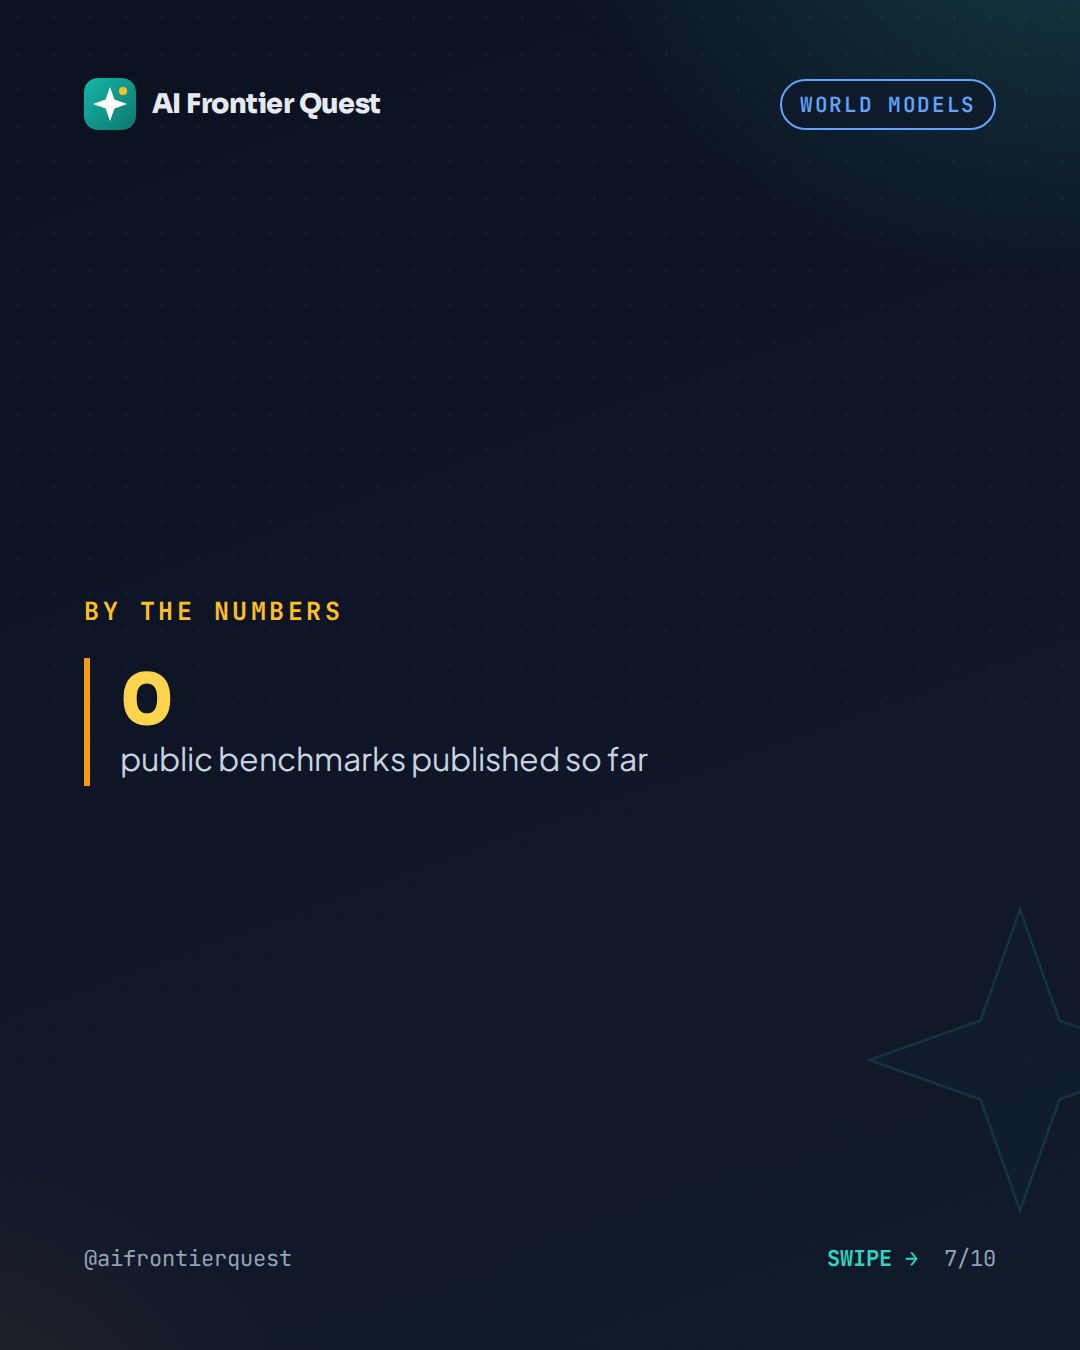 AI Frontier Quest
WORLD MODELS
BY THE NUMBERS
0
public benchmarks published so far
@aifrontierquest
SWIPE → 7/10